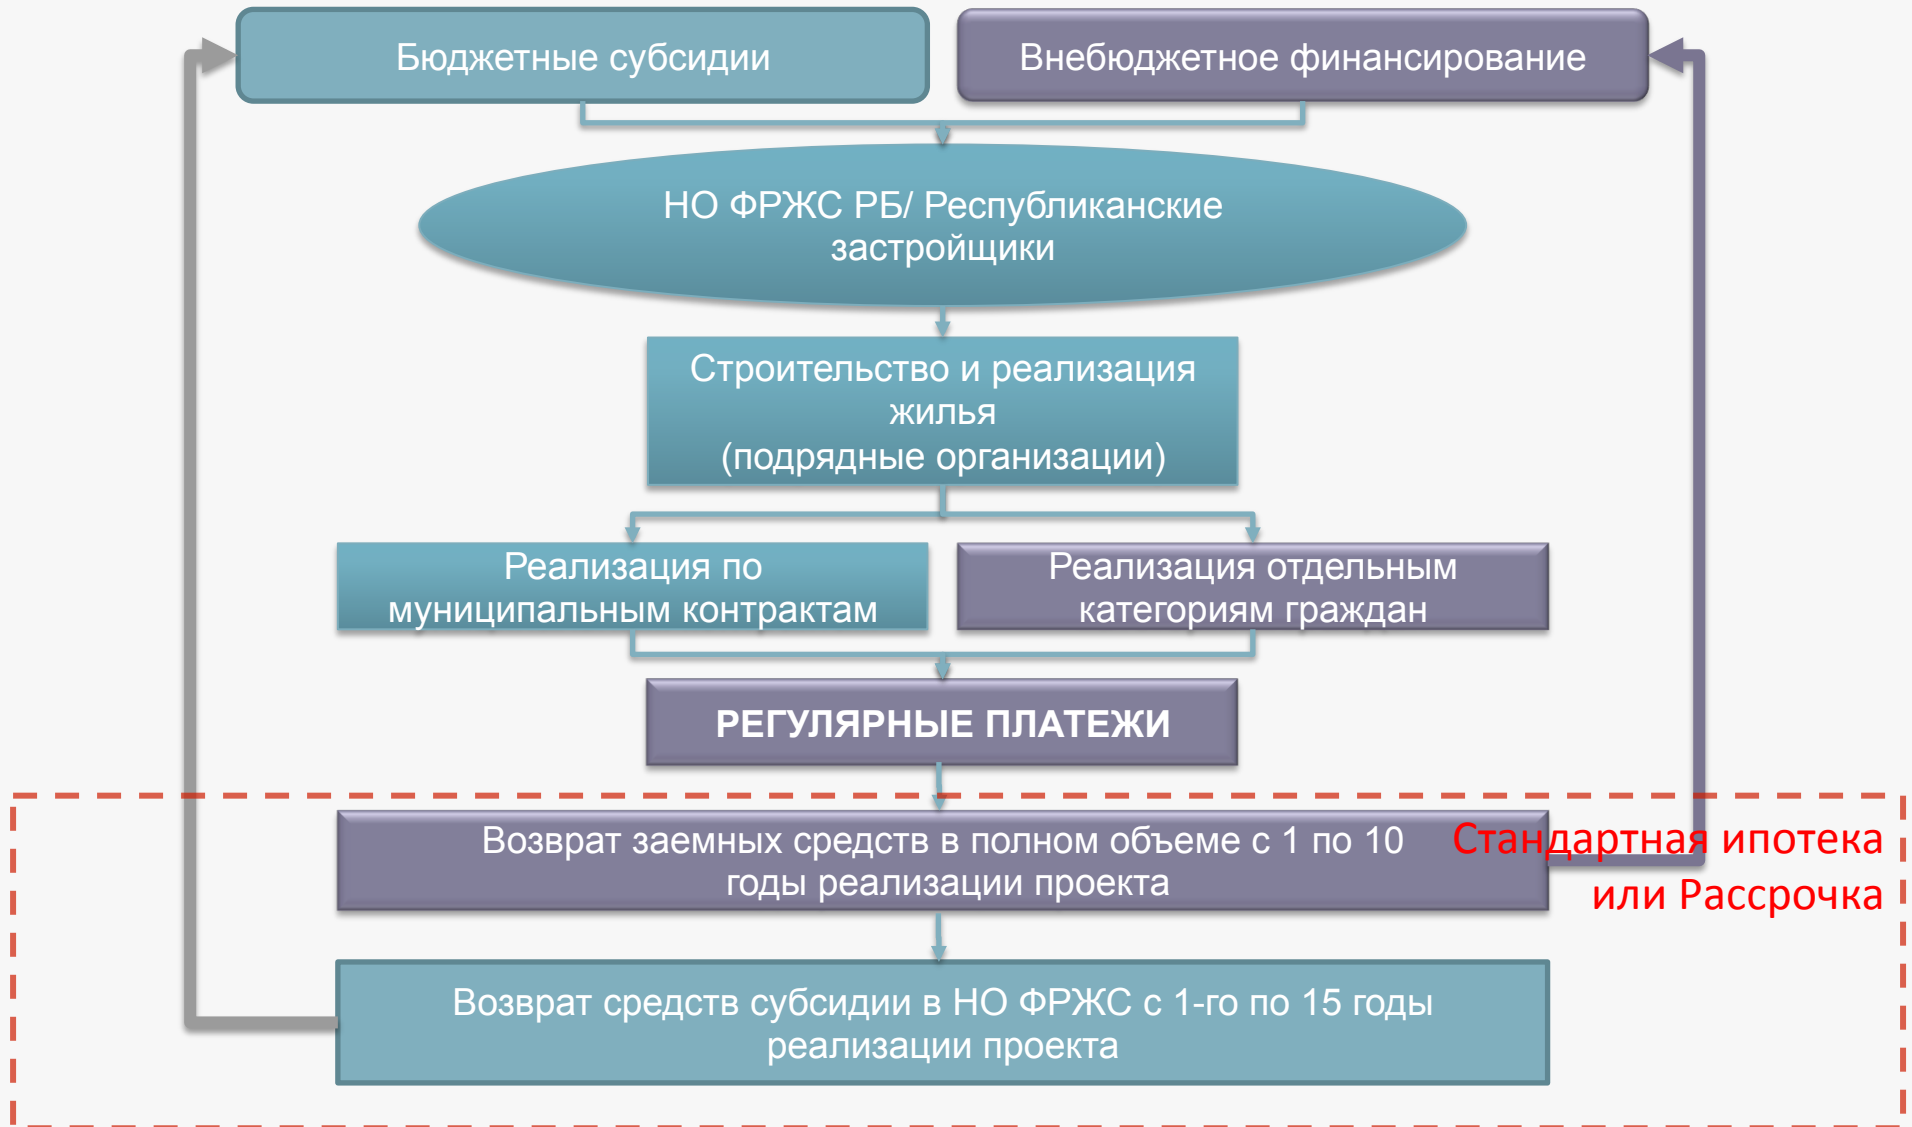 Бюджетные субсидии
Внебюджетное финансирование
НО ФРЖС РБ/ Республиканские
застройщики
Строительство и реализация
жилья
(подрядные организации)
Реализация по
муниципальным контрактам
Реализация отдельным
категориям граждан
РЕГУЛЯРНЫЕ ПЛАТЕЖИ
Возврат заемных средств в полном объеме с 1 по 10
годы реализации проекта
Стандартная ипотека
или Рассрочка
Возврат средств субсидии в НО ФРЖС с 1-го по 15 годы
реализации проекта